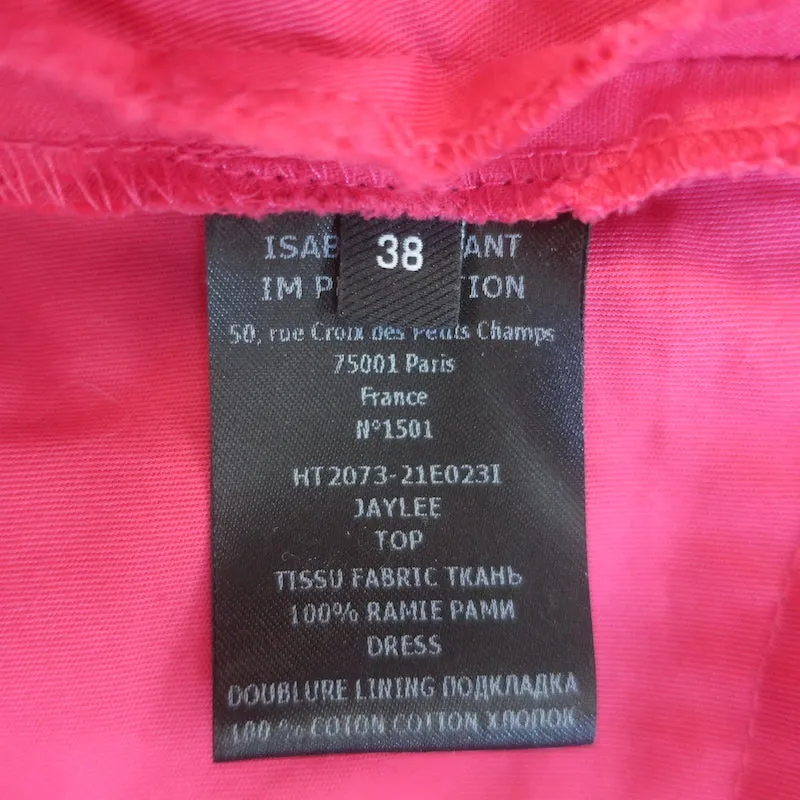 38
ISAB ANT
IM P TION
50, rue Croix des Petits Champs
75001 Paris
France
N°1501
HT2073-21E023I
JAYLEE
TOP
TISSU FABRIC ТКАНЬ
100% RAMIE РАМИ
DRESS
DOUBLURE LINING ПОДКЛАДКА
100 % COTON COTTON ХЛОПОК